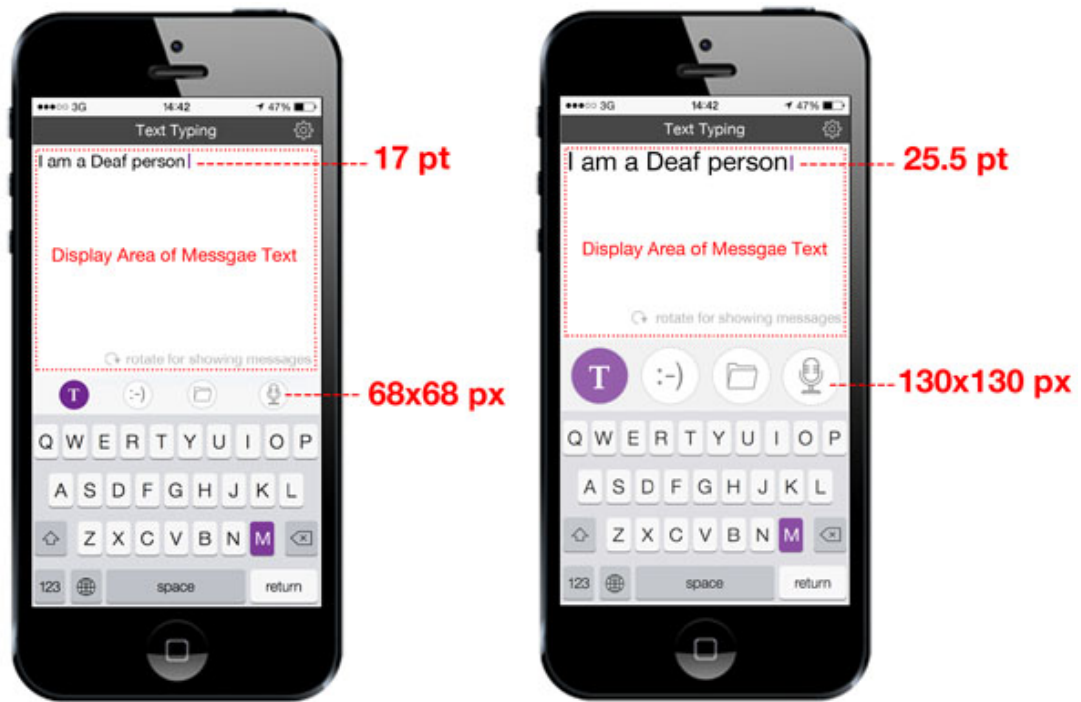 ●●●○○ 3G 14:42 47%
Text Typing
I am a Deaf person
17 pt
Display Area of Messgae Text
rotate for showing messages
T :-)
68x68 px
Q W E R T Y U I O P
A S D F G H J K L
Z X C V B N M
123 space return
●●●○○ 3G 14:42 47%
Text Typing
I am a Deaf person
25.5 pt
Display Area of Messgae Text
rotate for showing messages
T :-)
130x130 px
Q W E R T Y U I O P
A S D F G H J K L
Z X C V B N M
123 space return